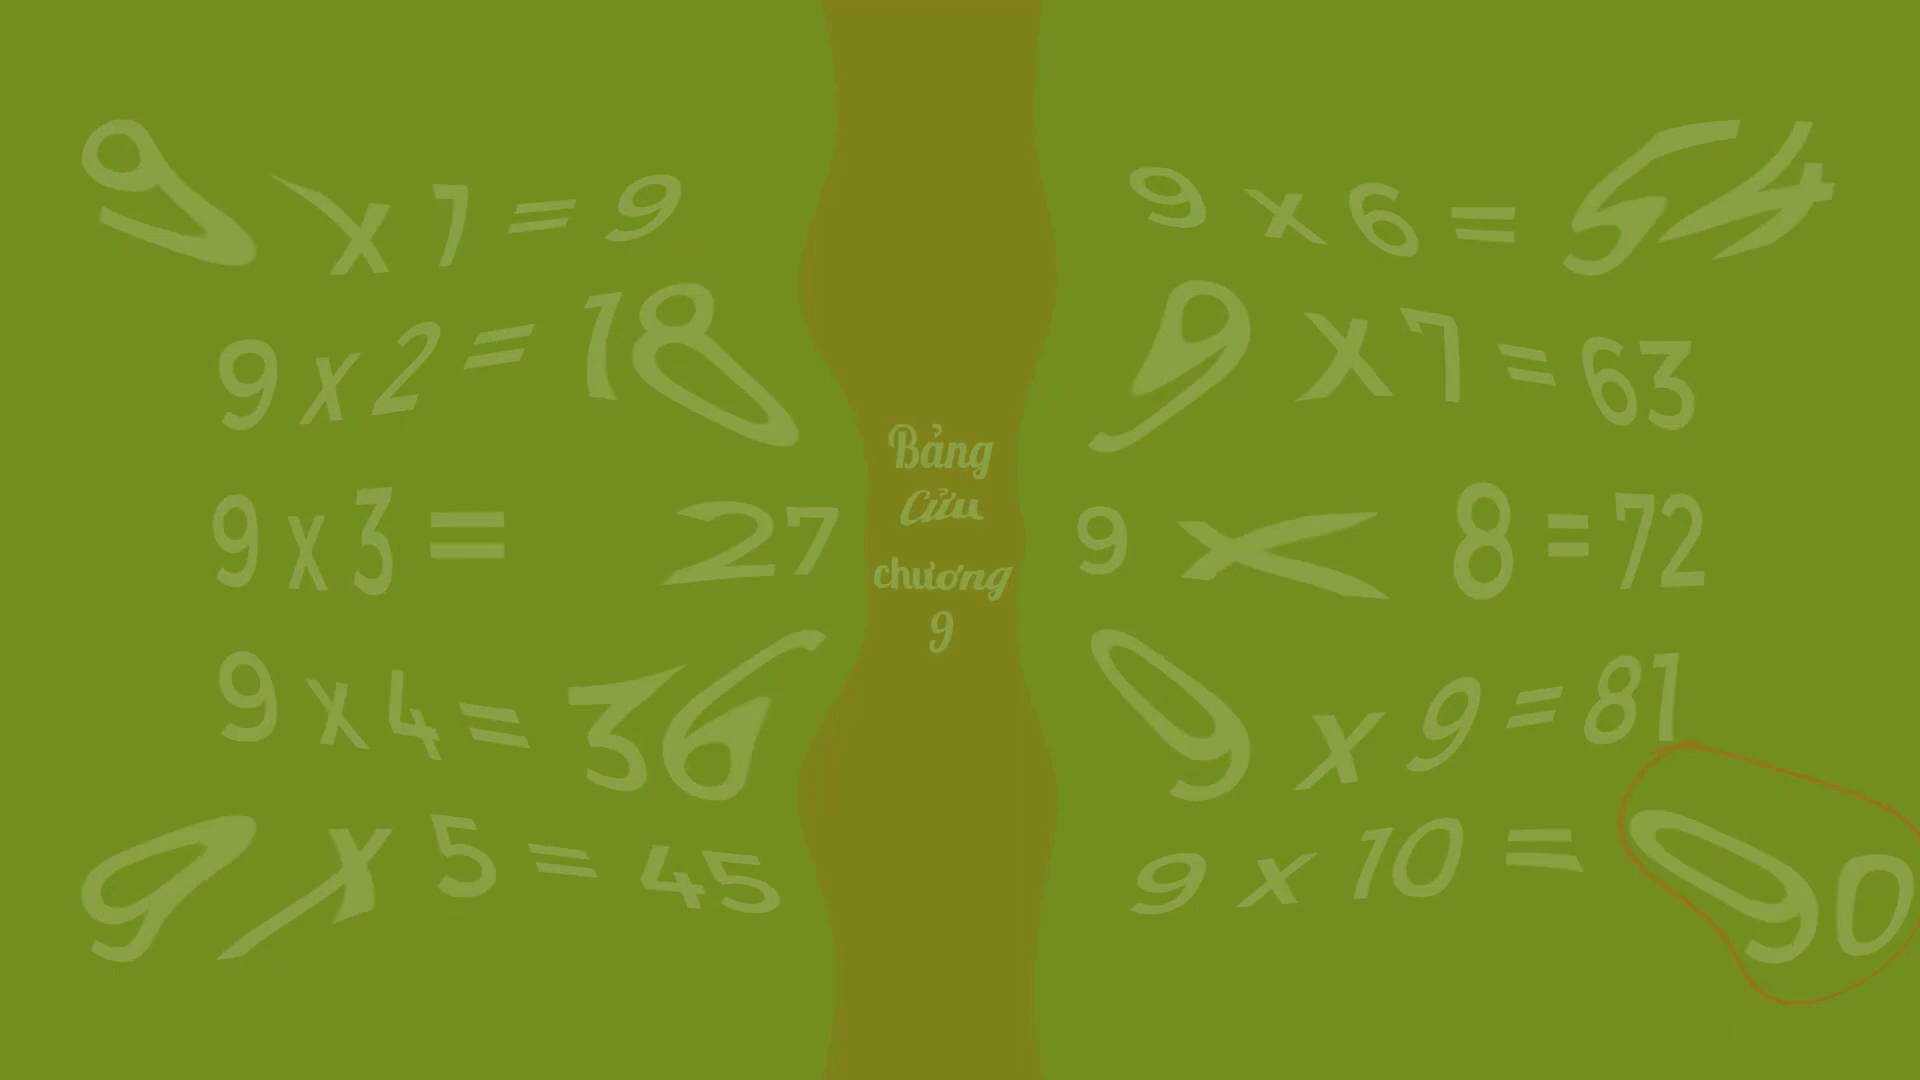 9 x 1 = 9
9 x 2 = 18
9 x 3 = 27
9 x 4 = 36
9 x 5 = 45
Bảng
Cửu
chương
9
9 x 6 = 54
9 x 7 = 63
9 x 8 = 72
9 x 9 = 81
9 x 10 = 90